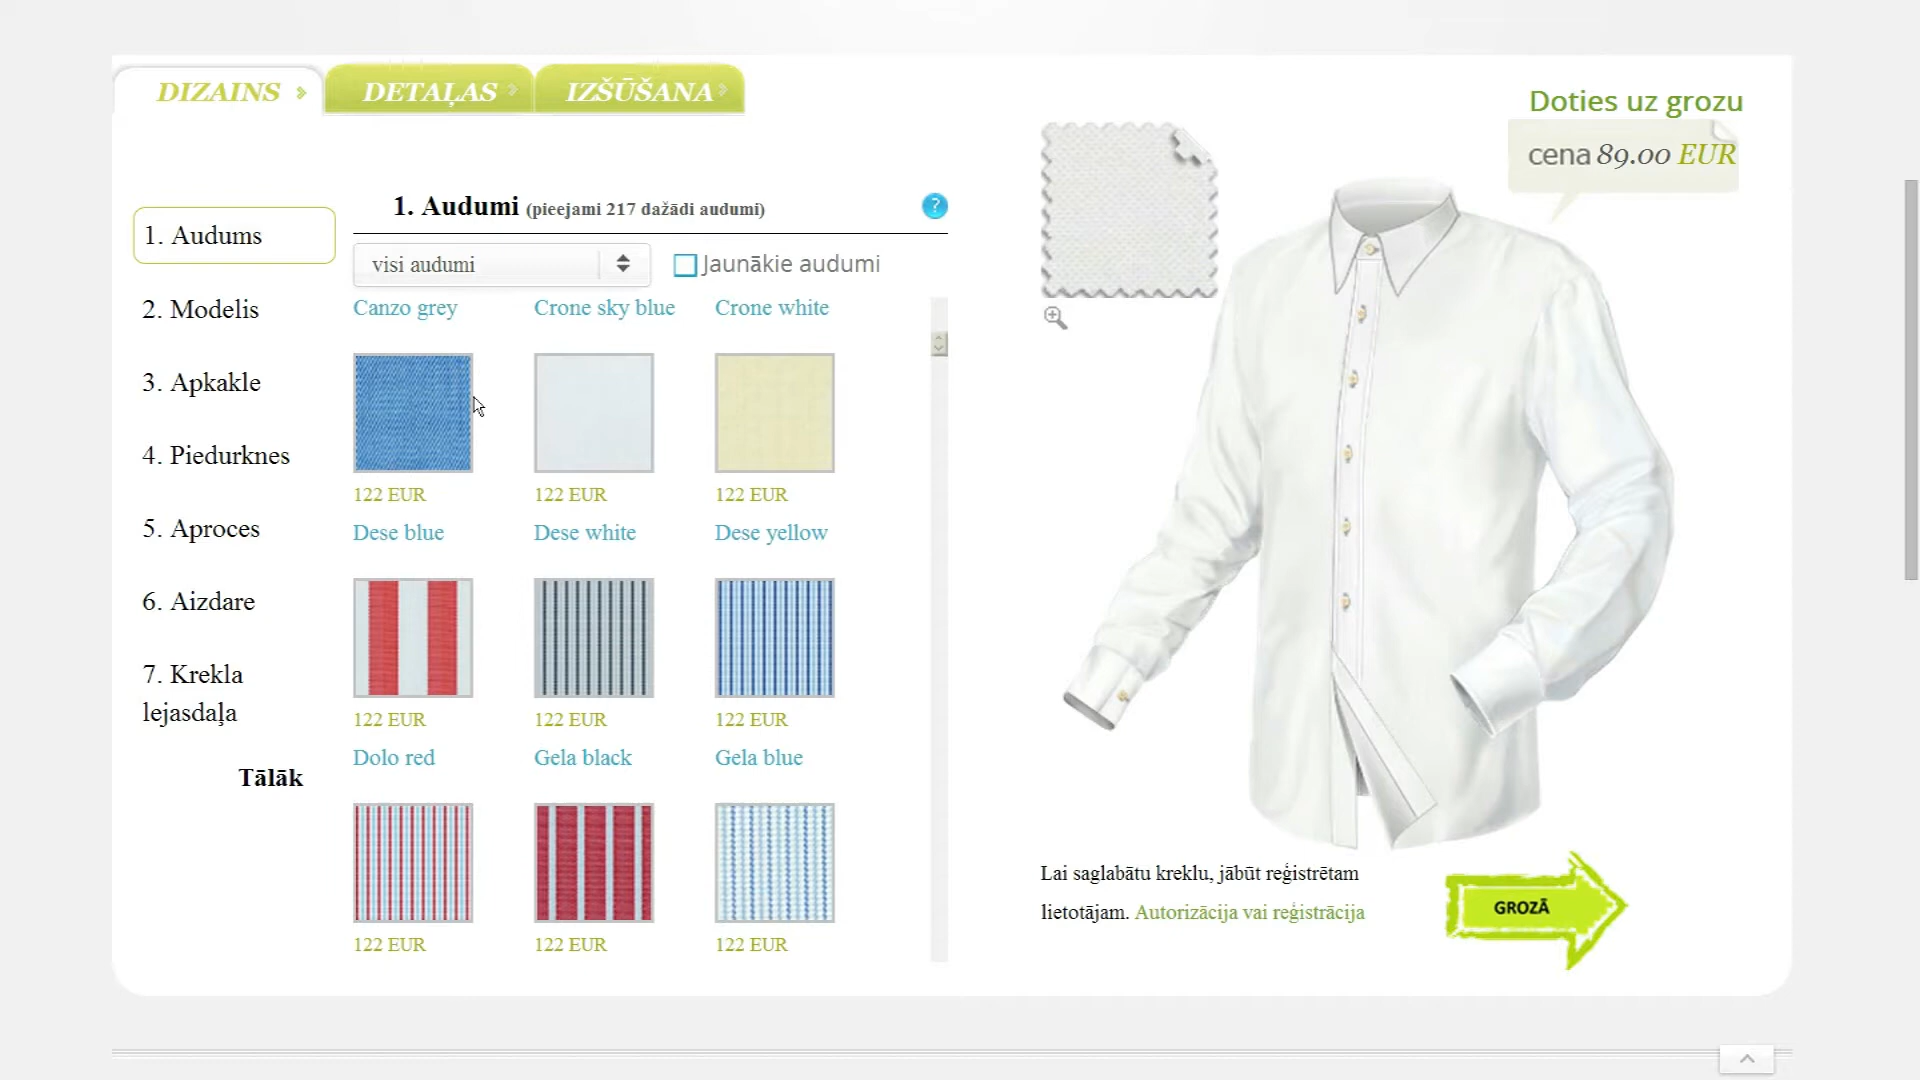 DIZAINS
DETAĻAS
IZŠŪŠANA
Doties uz grozu
cena 89.00 EUR
1. Audums
2. Modelis
3. Apkakle
4. Piedurknes
5. Aproces
6. Aizdare
7. Krekla
lejasdaļa
Tālāk
1. Audumi (pieejami 217 dažādi audumi)
?
visi audumi
Jaunākie audumi
Canzo grey
Crone sky blue
Crone white
122 EUR
122 EUR
122 EUR
Dese blue
Dese white
Dese yellow
122 EUR
122 EUR
122 EUR
Dolo red
Gela black
Gela blue
122 EUR
122 EUR
122 EUR
Lai saglabātu kreklu, jābūt reģistrētam
lietotājam. Autorizācija vai reģistrācija
GROZĀ